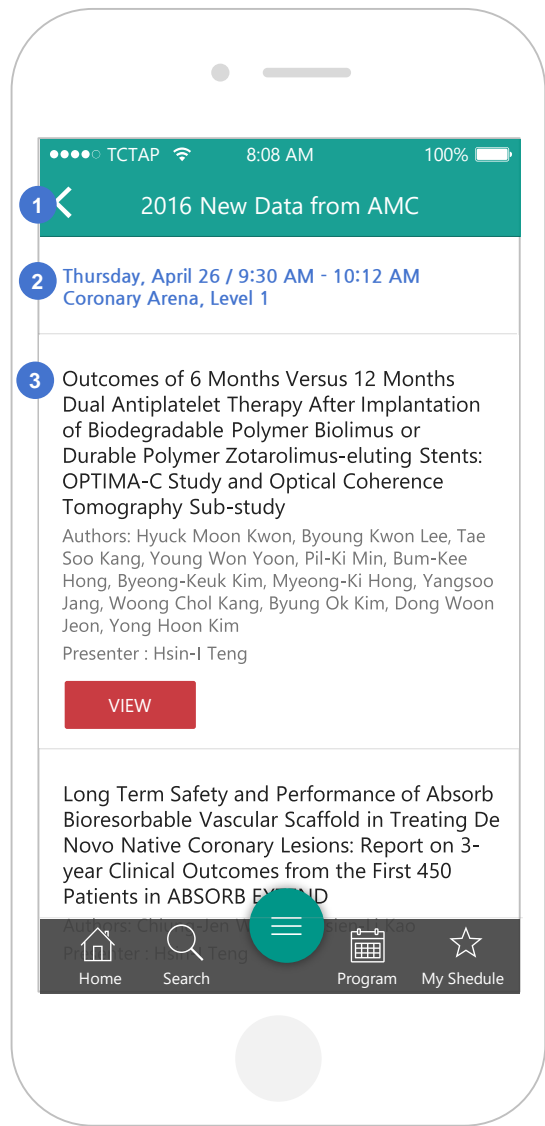 TCTAP 8:08 AM 100%
1 2016 New Data from AMC
2 Thursday, April 26 / 9:30 AM - 10:12 AM
Coronary Arena, Level 1
3 Outcomes of 6 Months Versus 12 Months
Dual Antiplatelet Therapy After Implantation
of Biodegradable Polymer Biolimus or
Durable Polymer Zotarolimus-eluting Stents:
OPTIMA-C Study and Optical Coherence
Tomography Sub-study
Authors: Hyuck Moon Kwon, Byoung Kwon Lee, Tae
Soo Kang, Young Won Yoon, Pil-Ki Min, Bum-Kee
Hong, Byeong-Keuk Kim, Myeong-Ki Hong, Yangsoo
Jang, Woong Chol Kang, Byung Ok Kim, Dong Woon
Jeon, Yong Hoon Kim
Presenter : Hsin-I Teng
VIEW
Long Term Safety and Performance of Absorb
Bioresorbable Vascular Scaffold in Treating De
Novo Native Coronary Lesions: Report on 3-
year Clinical Outcomes from the First 450
Patients in ABSORB EXTEND
Authors: Kao
Presenter : Hsin-I Teng
Home Search Program My Shedule